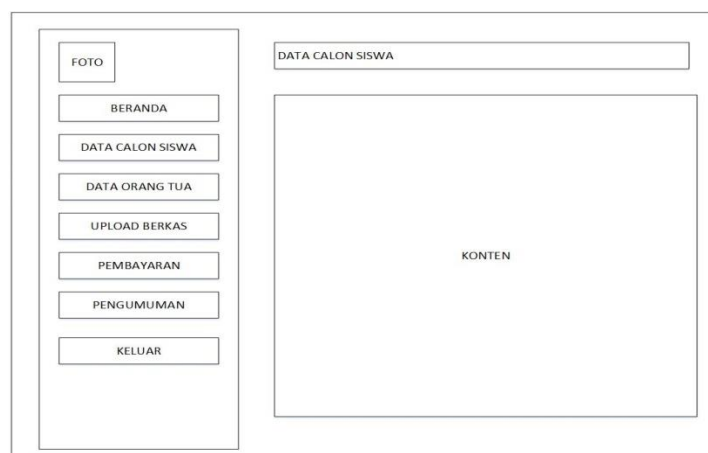 FOTO
BERANDA
DATA CALON SISWA
DATA ORANG TUA
UPLOAD BERKAS
PEMBAYARAN
PENGUMUMAN
KELUAR
DATA CALON SISWA
KONTEN